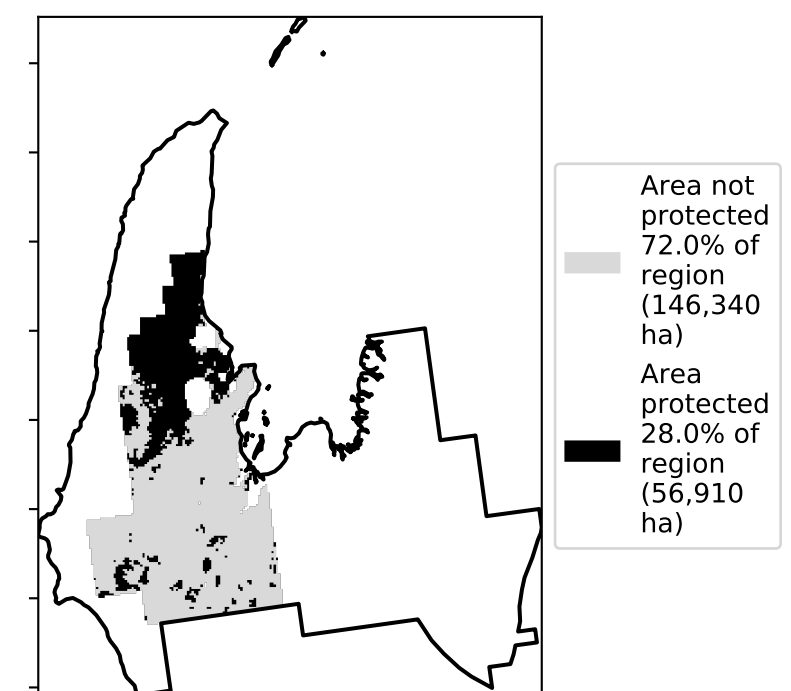 Area not
protected
72.0% of
region
(146,340
ha)
Area
protected
28.0% of
region
(56,910
ha)